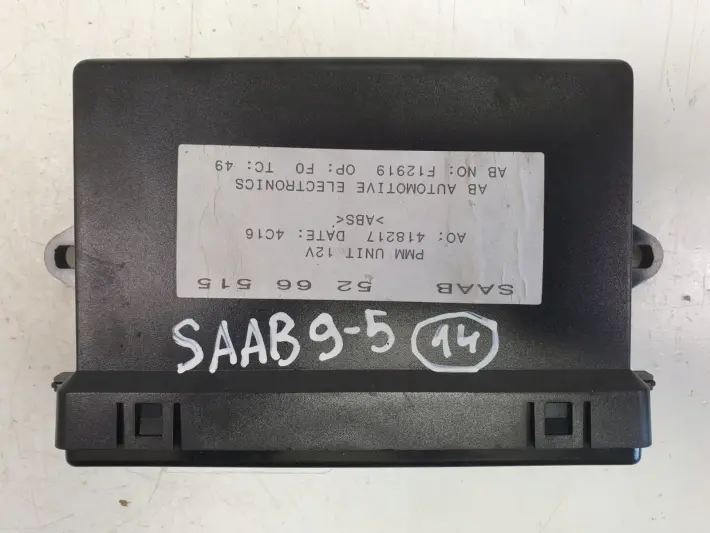 SAAB 52 66 515
PMM UNIT 12V
AO: 418217 DATE: 4C16
>ABS<
AB AUTOMOTIVE ELECTRONICS
AB NO: F12919 OP: F0 TC: 49
SAAB 9-5 14